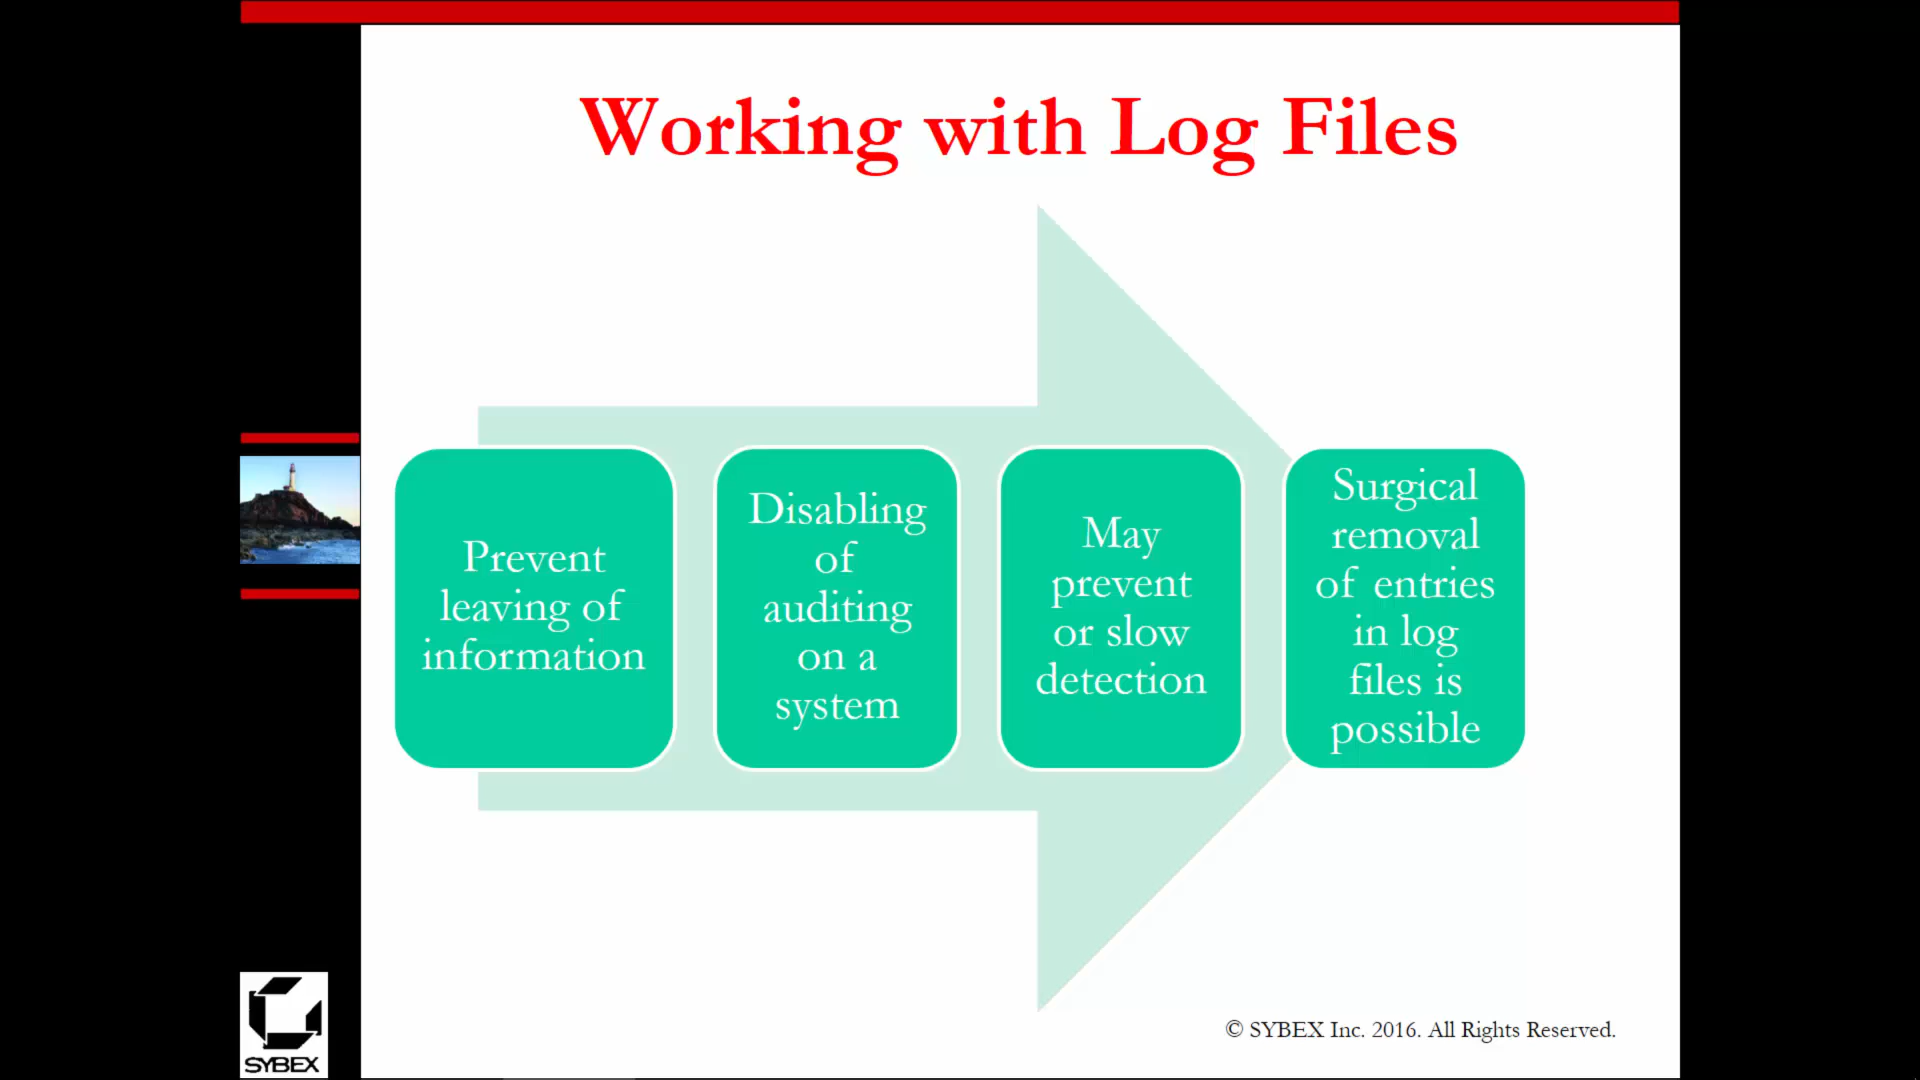 Working with Log Files
Prevent
leaving of
information
Disabling
of
auditing
on a
system
May
prevent
or slow
detection
Surgical
removal
of entries
in log
files is
possible
SYBEX
© SYBEX Inc. 2016. All Rights Reserved.